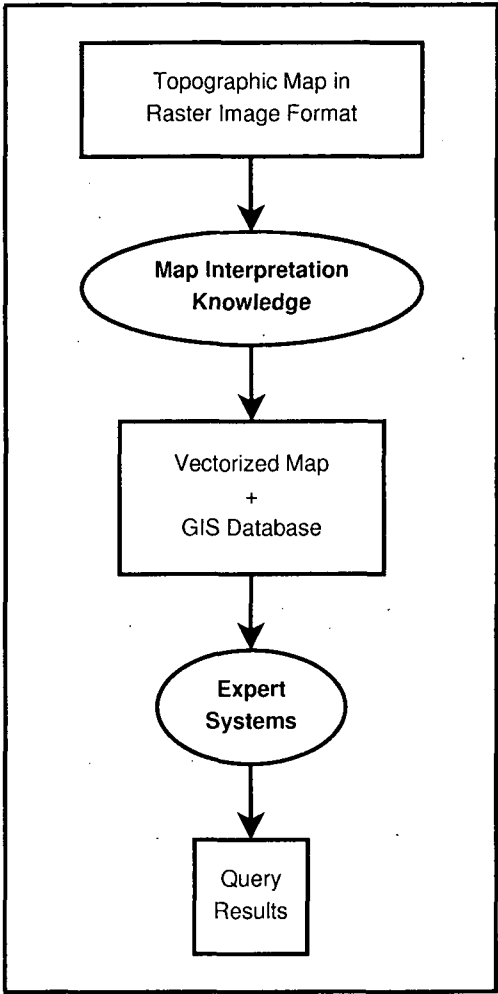 Topographic Map in
Raster Image Format
Map Interpretation
Knowledge
Vectorized Map
+
GIS Database
Expert
Systems
Query
Results